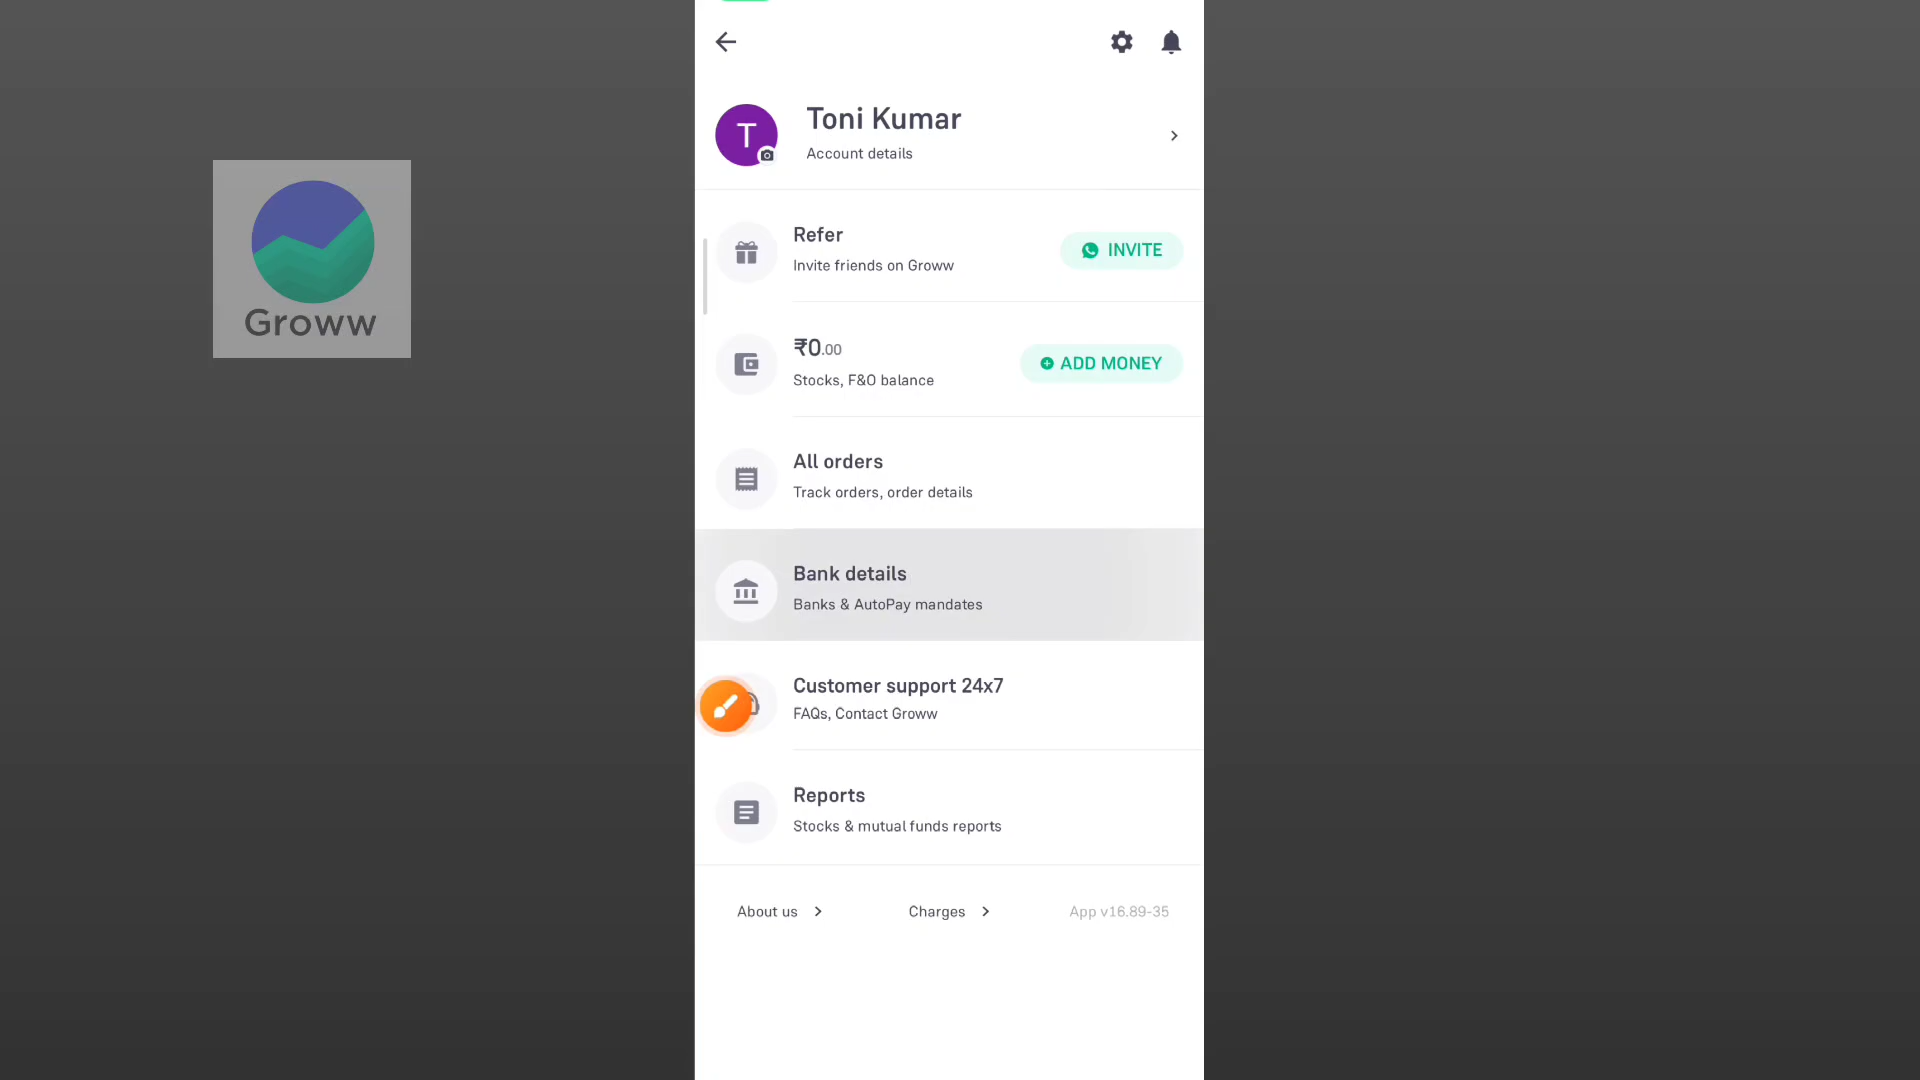 Groww
T
Toni Kumar
Account details
Refer
Invite friends on Groww
INVITE
₹0.00
Stocks, F&O balance
ADD MONEY
All orders
Track orders, order details
Bank details
Banks & AutoPay mandates
Customer support 24x7
FAQs, Contact Groww
Reports
Stocks & mutual funds reports
About us
Charges
App v16.89-35